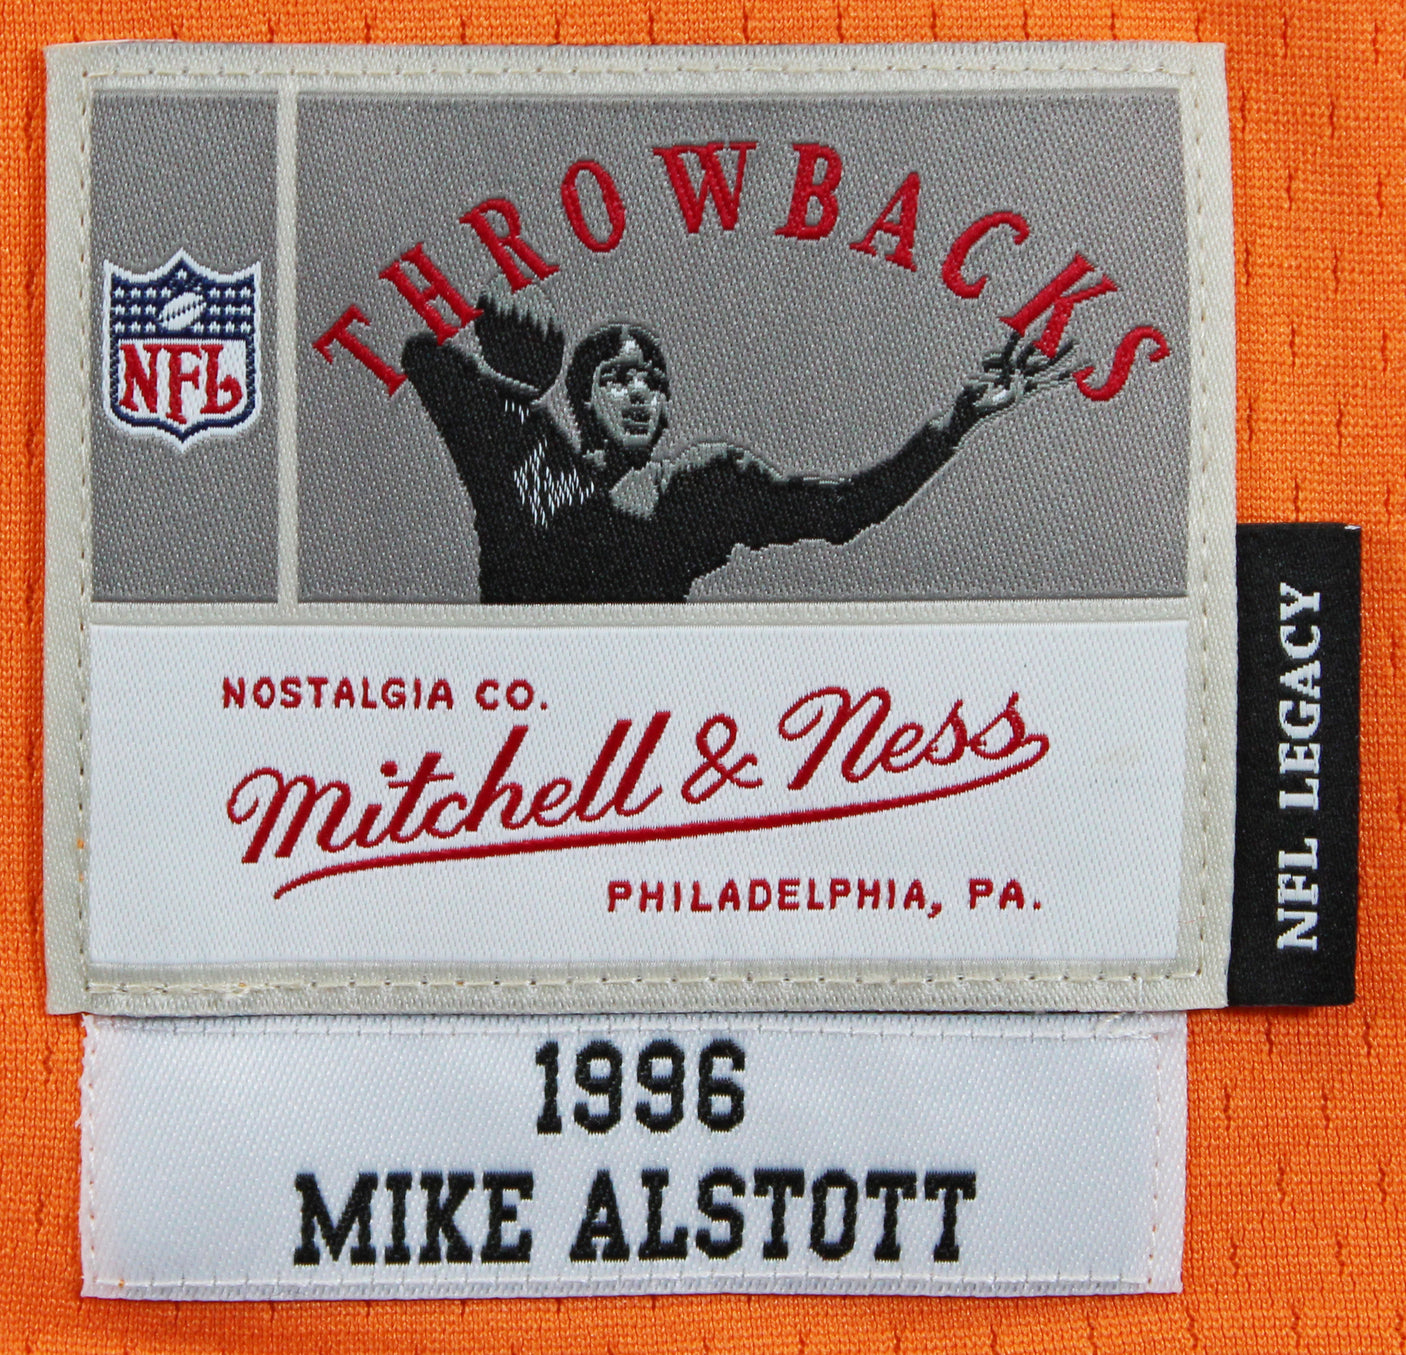 THROWBACKS
NFL
NOSTALGIA CO.
Mitchell & Ness
PHILADELPHIA, PA.
NFL LEGACY
1996
MIKE ALSTOTT